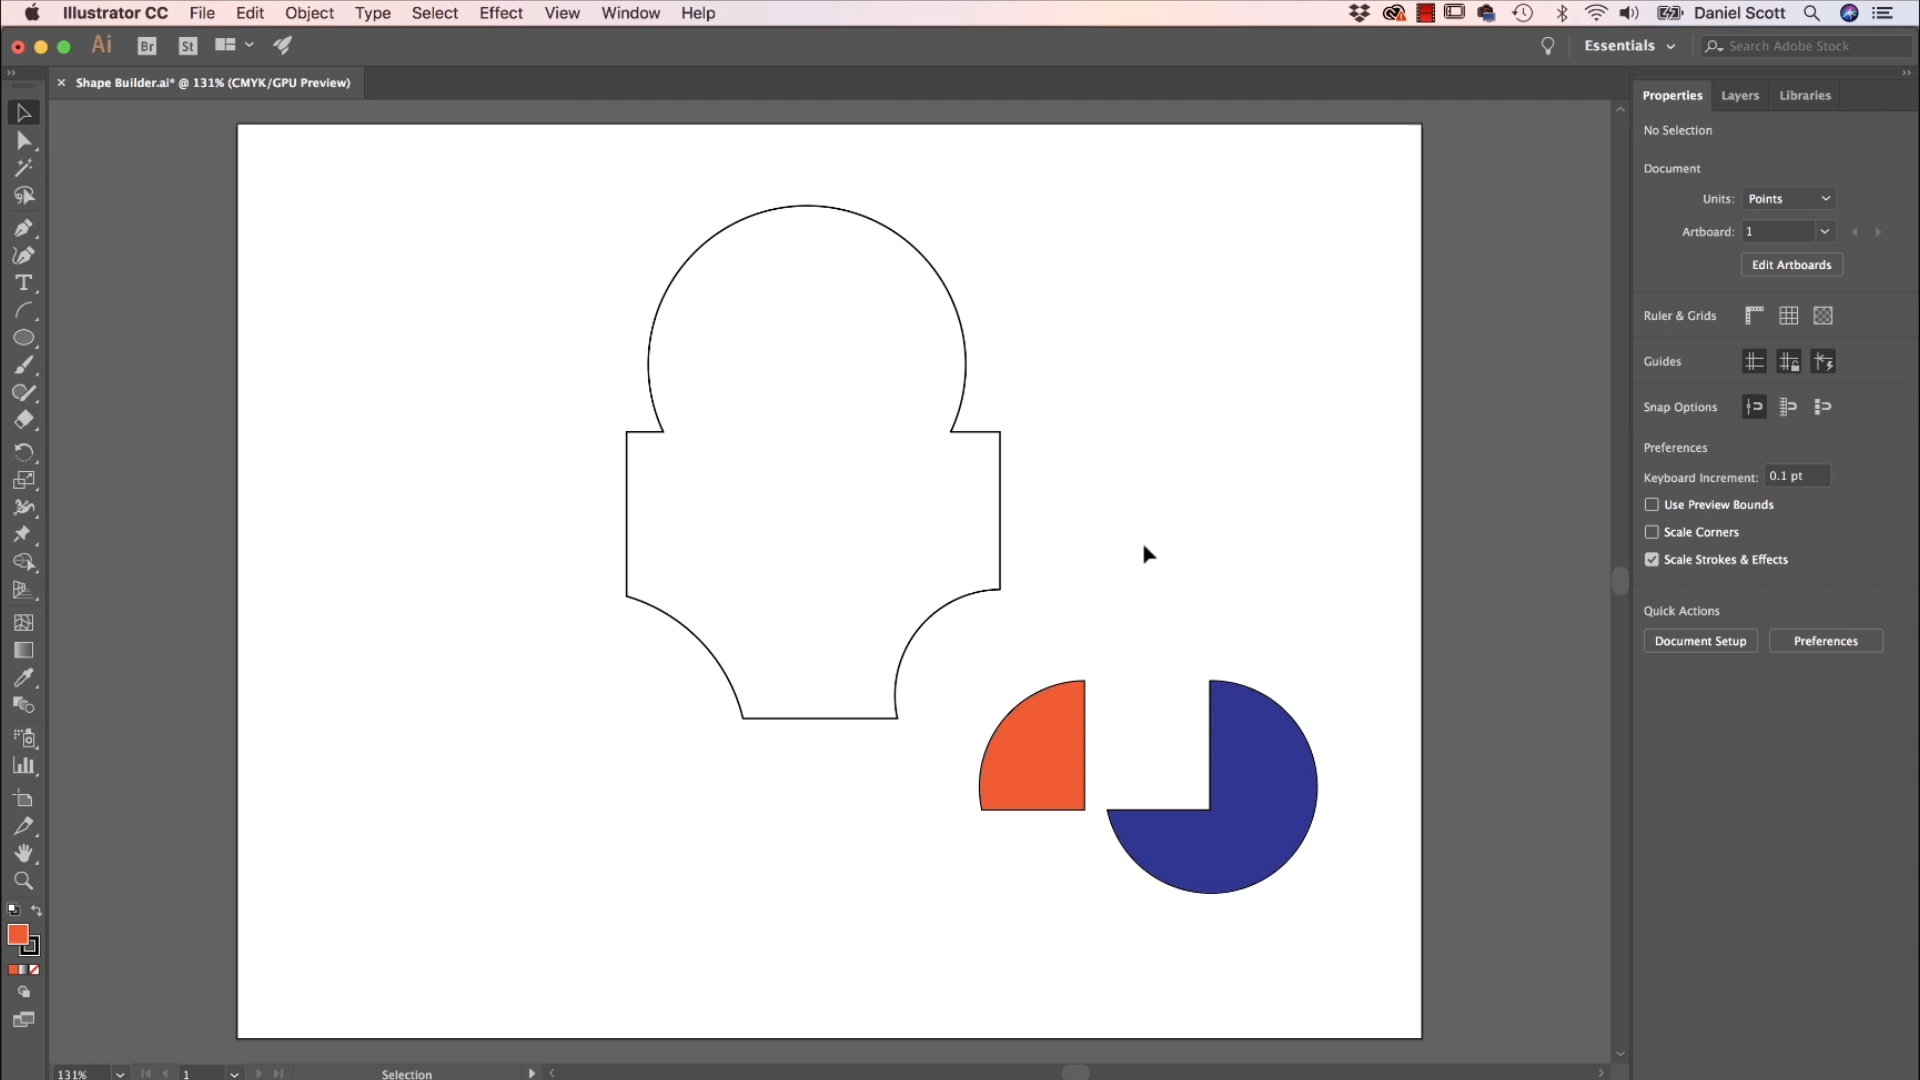 Illustrator CC File Edit Object Type Select Effect View Window Help Daniel Scott
Ai Br St Essentials Search Adobe Stock
Shape Builder.ai* @ 131% (CMYK/GPU Preview)
Properties Layers Libraries
No Selection
Document
Units: Points
Artboard: 1
Edit Artboards
Ruler & Grids
Guides
Snap Options
Preferences
Keyboard Increment: 0.1 pt
Use Preview Bounds
Scale Corners
Scale Strokes & Effects
Quick Actions
Document Setup Preferences
131% 1 Selection